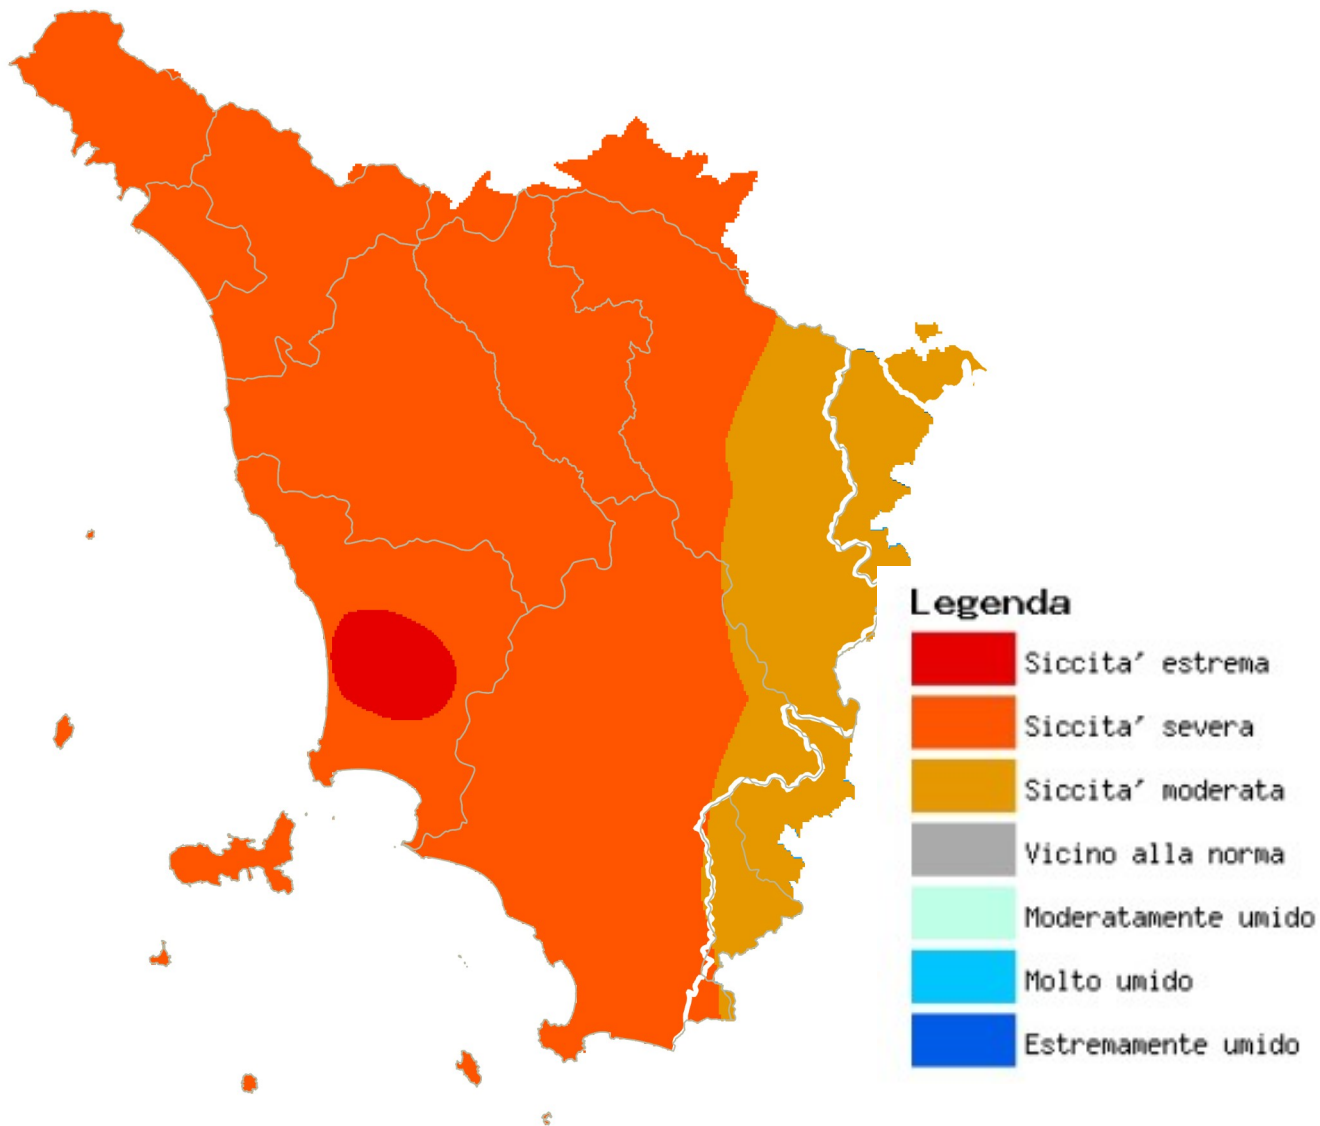 Legenda
Siccita' estrema
Siccita' severa
Siccita' moderata
Vicino alla norma
Moderatamente umido
Molto umido
Estremamente umido